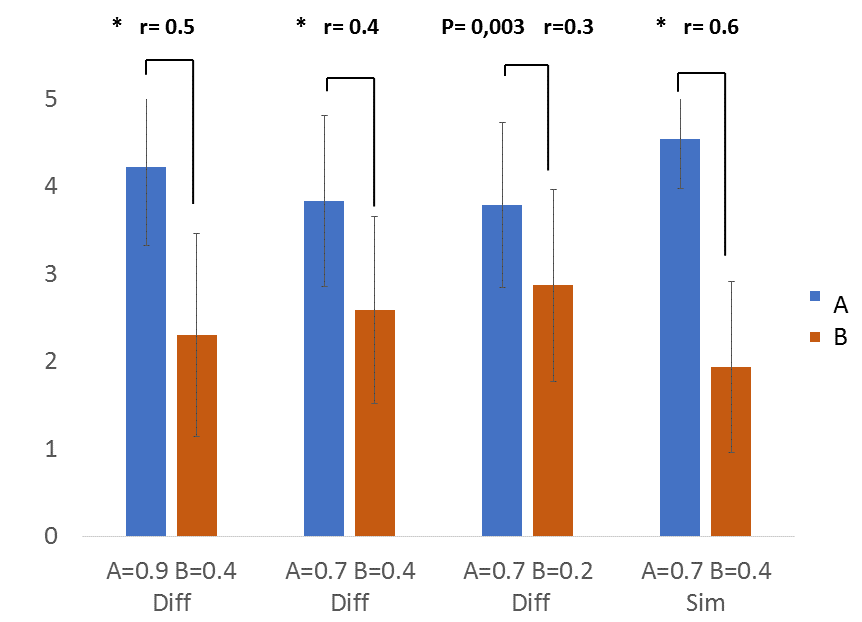 * r= 0.5 * r= 0.4 P= 0,003 r=0.3 * r= 0.6
5
4
3
2
1
0
A
B
A=0.9 B=0.4 A=0.7 B=0.4 A=0.7 B=0.2 A=0.7 B=0.4
Diff Diff Diff Sim